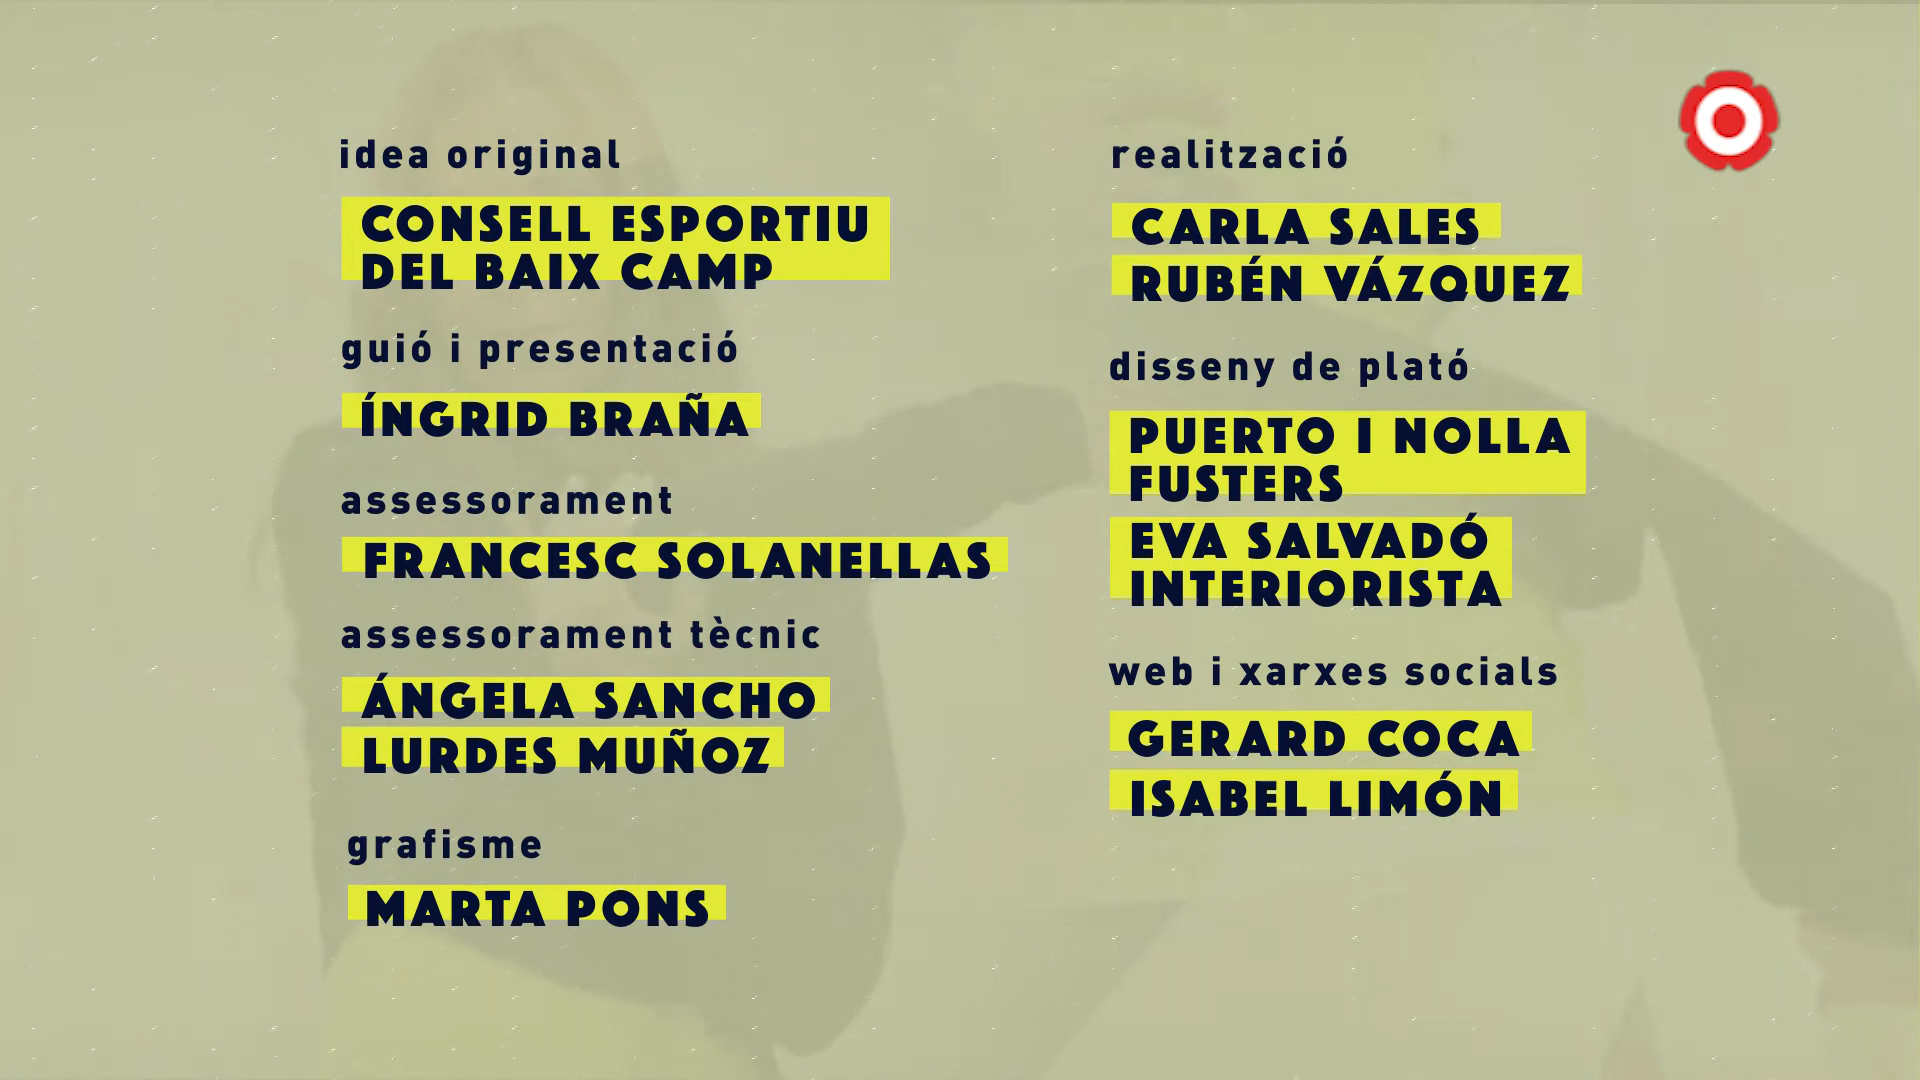 idea original
CONSELL ESPORTIU
DEL BAIX CAMP
guió i presentació
ÍNGRID BRAÑA
assessorament
FRANCESC SOLANELLAS
assessorament tècnic
ÁNGELA SANCHO
LURDES MUÑOZ
grafisme
MARTA PONS
realització
CARLA SALES
RUBÉN VÁZQUEZ
disseny de plató
PUERTO I NOLLA
FUSTERS
EVA SALVADÓ
INTERIORISTA
web i xarxes socials
GERARD COCA
ISABEL LIMÓN